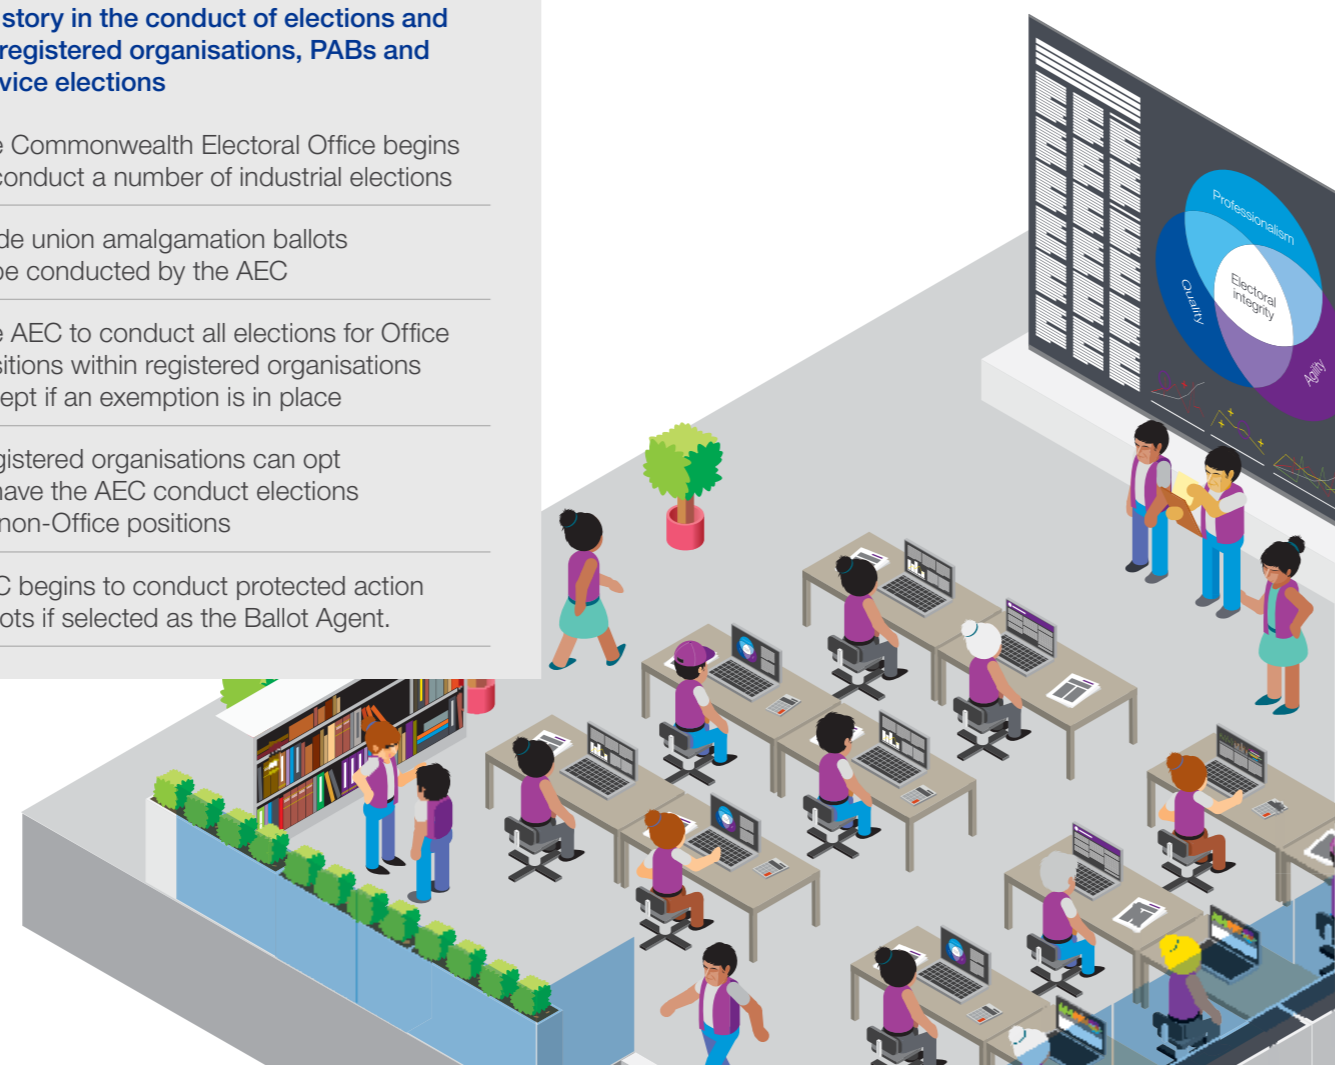 story in the conduct of elections and
registered organisations, PABs and
vice elections
e Commonwealth Electoral Office begins
conduct a number of industrial elections
de union amalgamation ballots
be conducted by the AEC
e AEC to conduct all elections for Office
sitions within registered organisations
ept if an exemption is in place
gistered organisations can opt
have the AEC conduct elections
non-Office positions
C begins to conduct protected action
ots if selected as the Ballot Agent.
Professionalism
Quality
Electoral
integrity
Agility